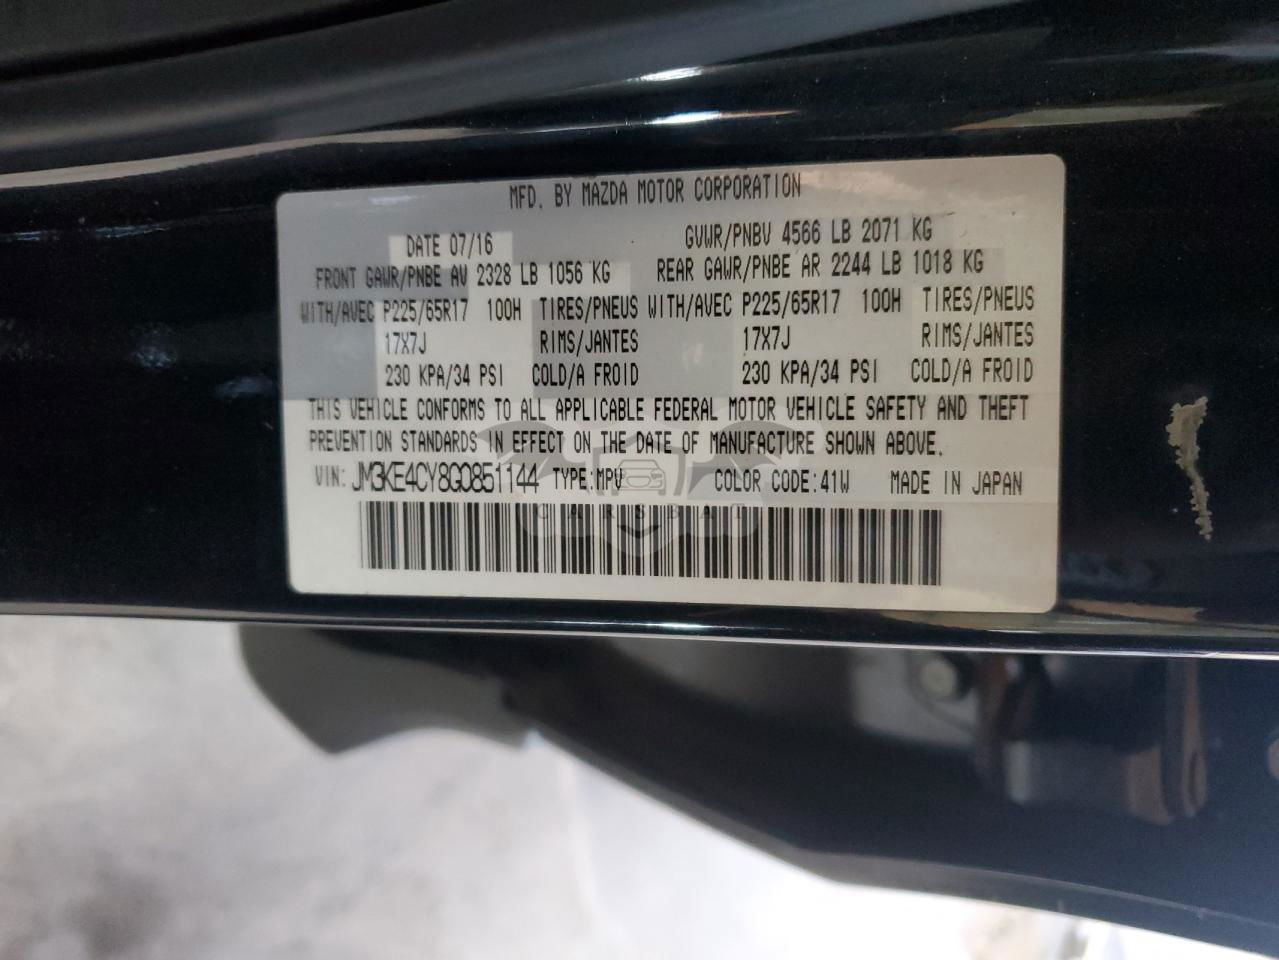 MFD. BY MAZDA MOTOR CORPORATION
DATE 07/16 GVWR/PNBV 4566 LB 2071 KG
FRONT GAWR/PNBE AV 2328 LB 1056 KG REAR GAWR/PNBE AR 2244 LB 1018 KG
WITH/AVEC P225/65R17 100H TIRES/PNEUS WITH/AVEC P225/65R17 100H TIRES/PNEUS
17X7J RIMS/JANTES 17X7J RIMS/JANTES
230 KPA/34 PSI COLD/A FROID 230 KPA/34 PSI COLD/A FROID
THIS VEHICLE CONFORMS TO ALL APPLICABLE FEDERAL MOTOR VEHICLE SAFETY AND THEFT
PREVENTION STANDARDS IN EFFECT ON THE DATE OF MANUFACTURE SHOWN ABOVE.
VIN: JM3KE4CY8G0851144 TYPE:MPV COLOR CODE:41W MADE IN JAPAN
CARSBAT